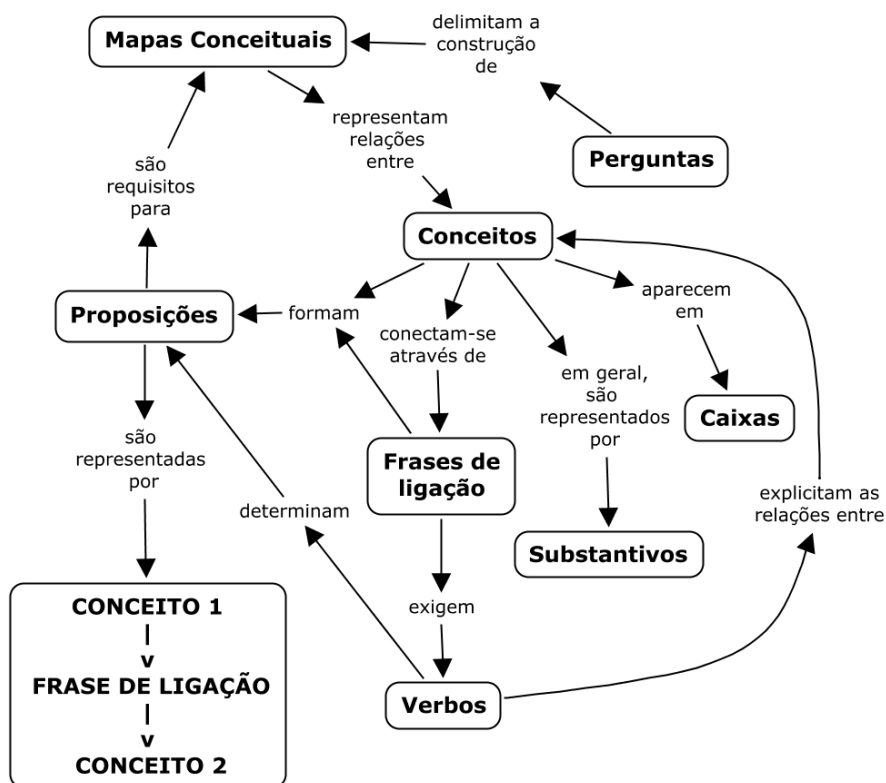 Mapas Conceituais
delimitam a
construção
de
representam
relações
entre
Perguntas
são
requisitos
para
Conceitos
Proposições
formam
conectam-se
através de
aparecem
em
em geral,
são
representados
por
Caixas
são
representadas
por
Frases de
ligação
determinam
explicitam as
relações entre
Substantivos
exigem
CONCEITO 1
|
v
FRASE DE LIGAÇÃO
|
v
CONCEITO 2
Verbos